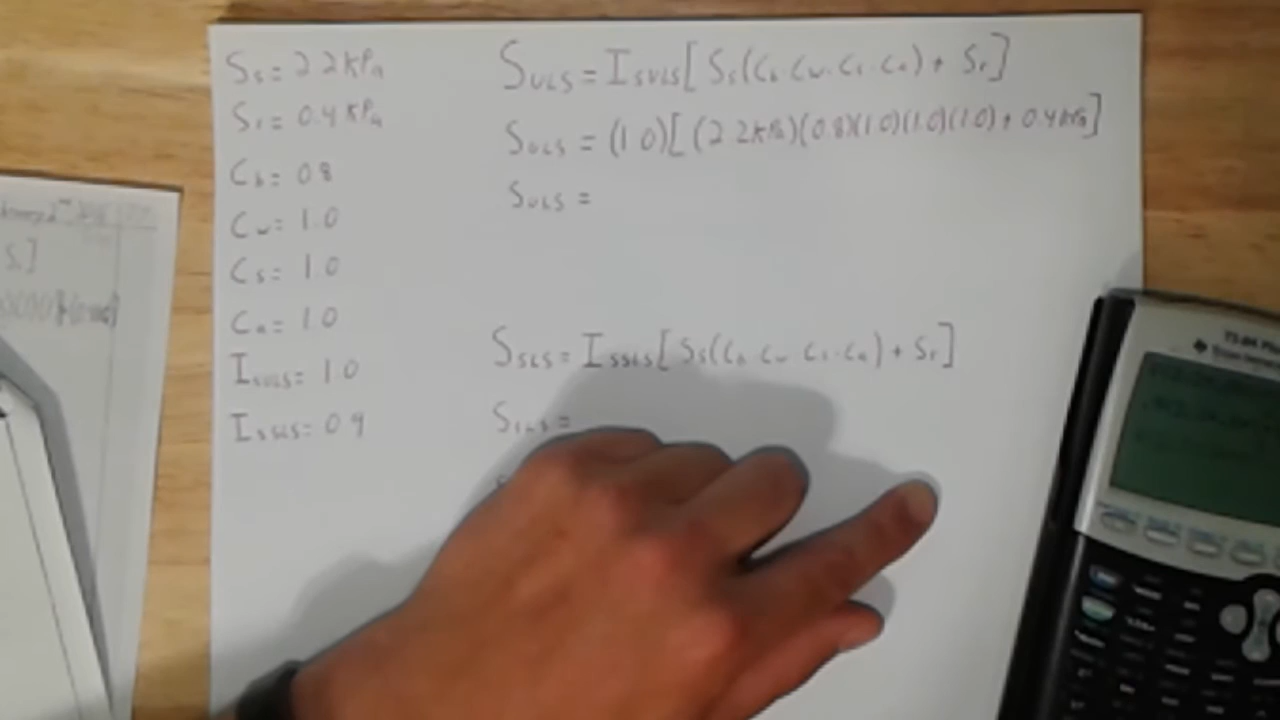 Ss = 2.2 kPa
Sr = 0.4 kPa
Cb = 0.8
Cw = 1.0
Cs = 1.0
Ca = 1.0
Isuls = 1.0
Issls = 0.9
SULS = ISULS[ Ss(Cb·Cw·Cs·Ca) + Sr]
SULS = (1.0)[(2.2kPa)(0.8)(1.0)(1.0)(1.0) + 0.4kPa]
SULS =
SSLS = ISSLS[ Ss(Cb·Cw·Cs·Ca) + Sr]
SSLS =